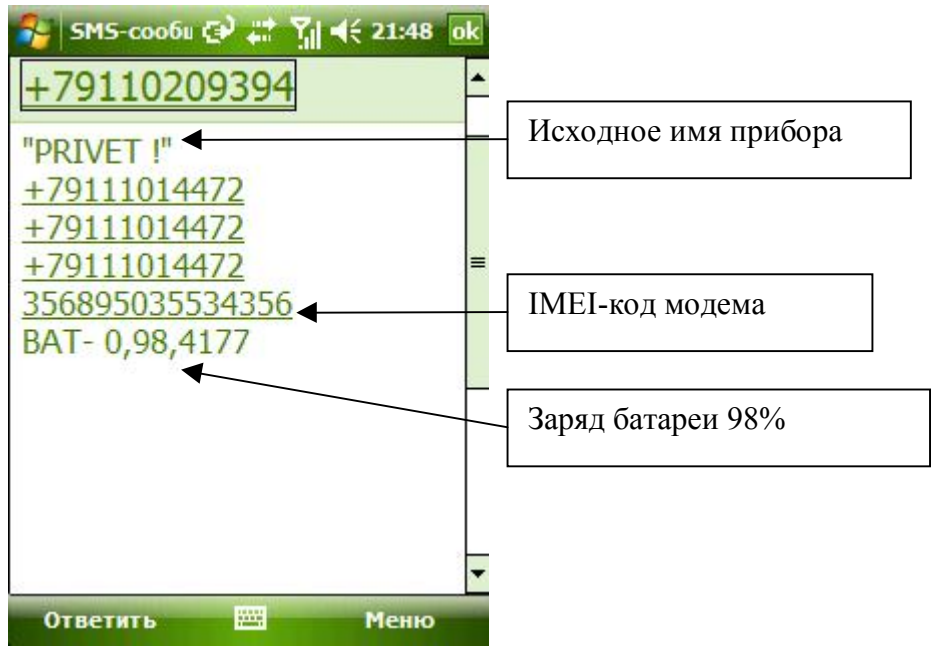 SMS-сообщ 21:48 ok
+79110209394
"PRIVET !"
+79111014472
+79111014472
+79111014472
356895035534356
BAT- 0,98,4177
Ответить Меню
Исходное имя прибора
IMEI-код модема
Заряд батареи 98%